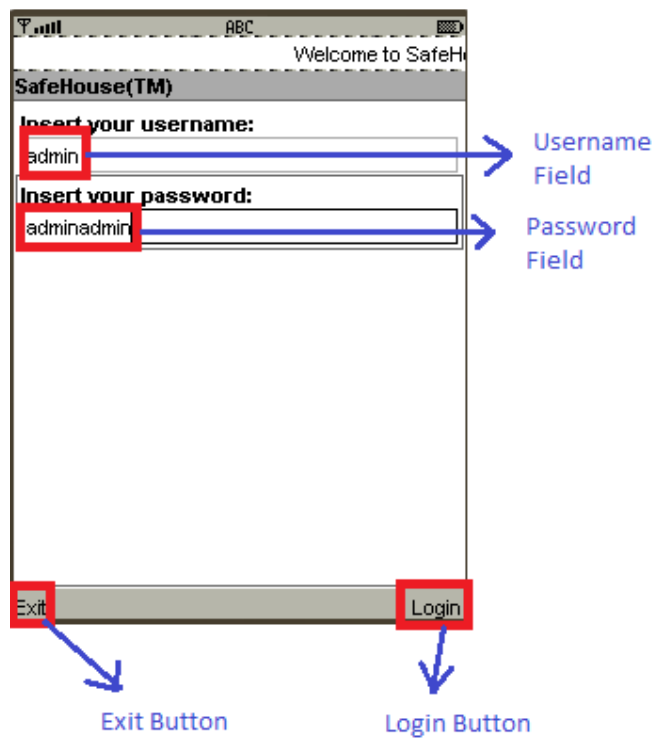 ABC
Welcome to SafeH
SafeHouse(TM)
Insert your username:
admin
Username
Field
Insert your password:
adminadmin
Password
Field
Exit
Login
Exit Button
Login Button